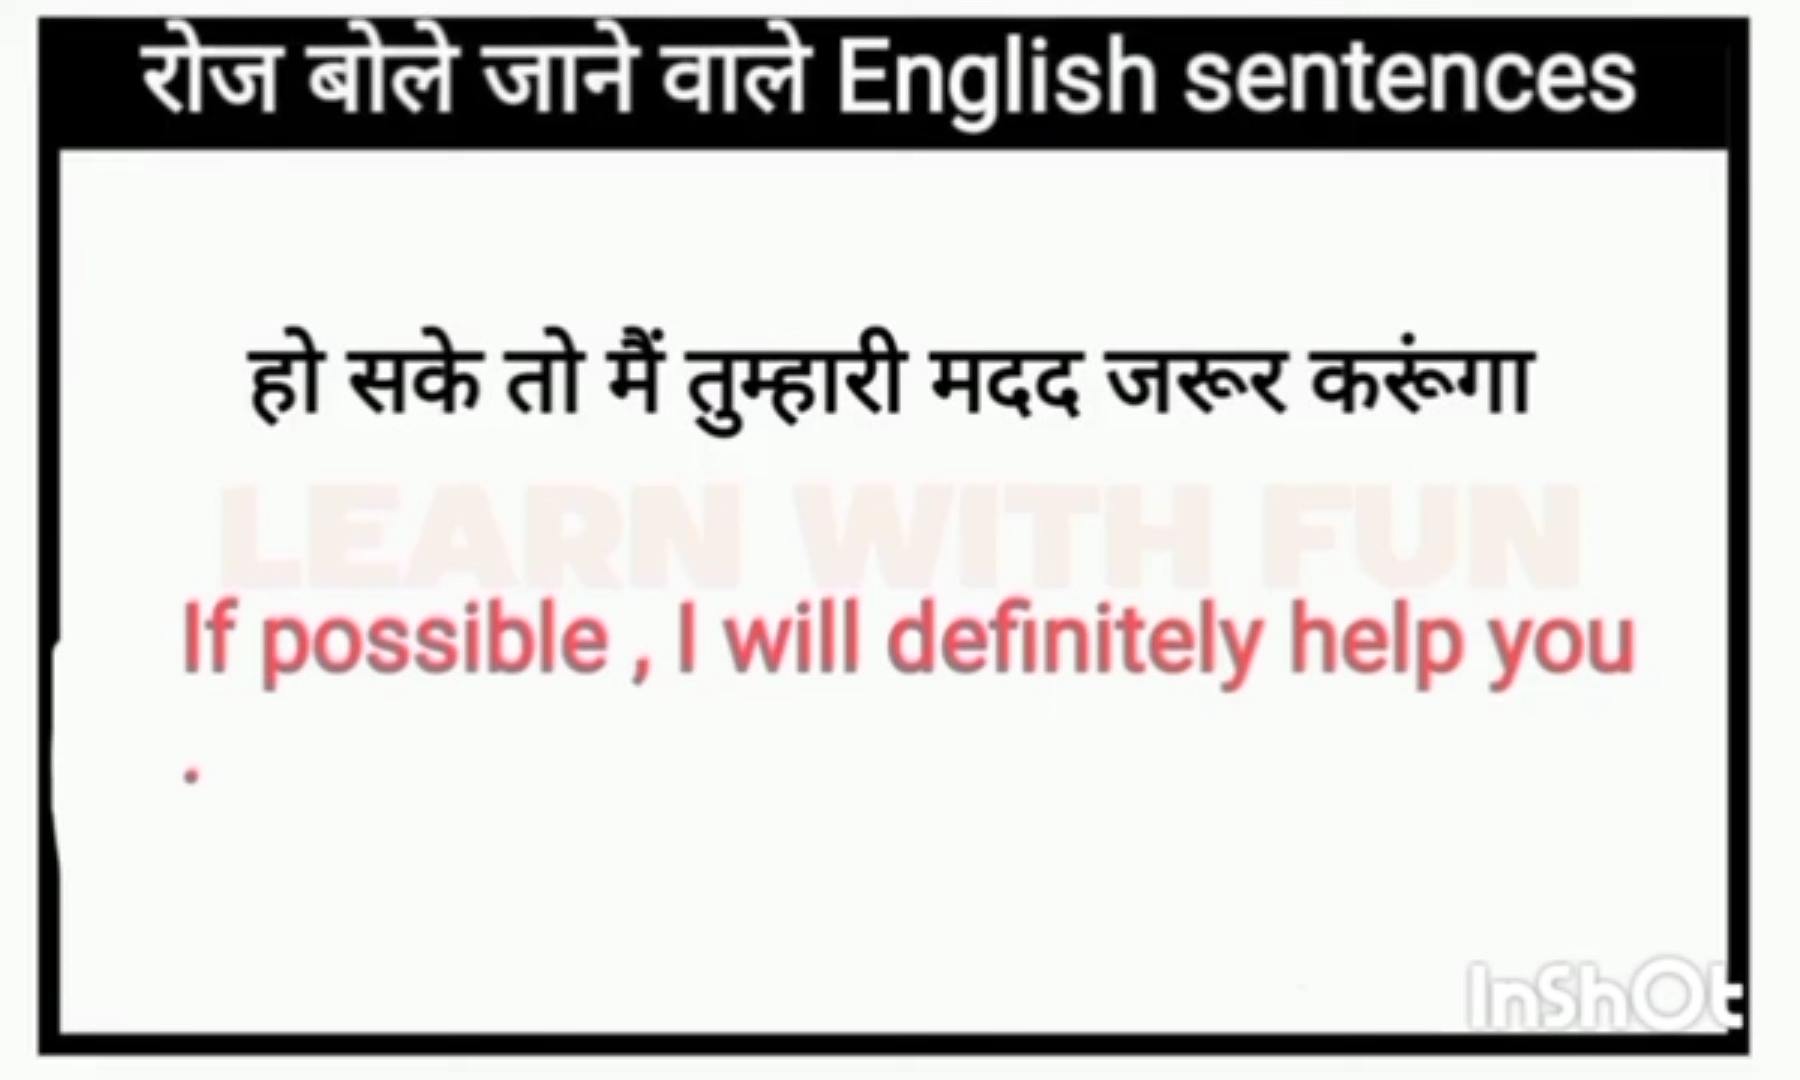 रोज बोले जाने वाले English sentences
हो सके तो मैं तुम्हारी मदद जरूर करूंगा
LEARN WITH FUN
If possible , I will definitely help you
.
InShOt